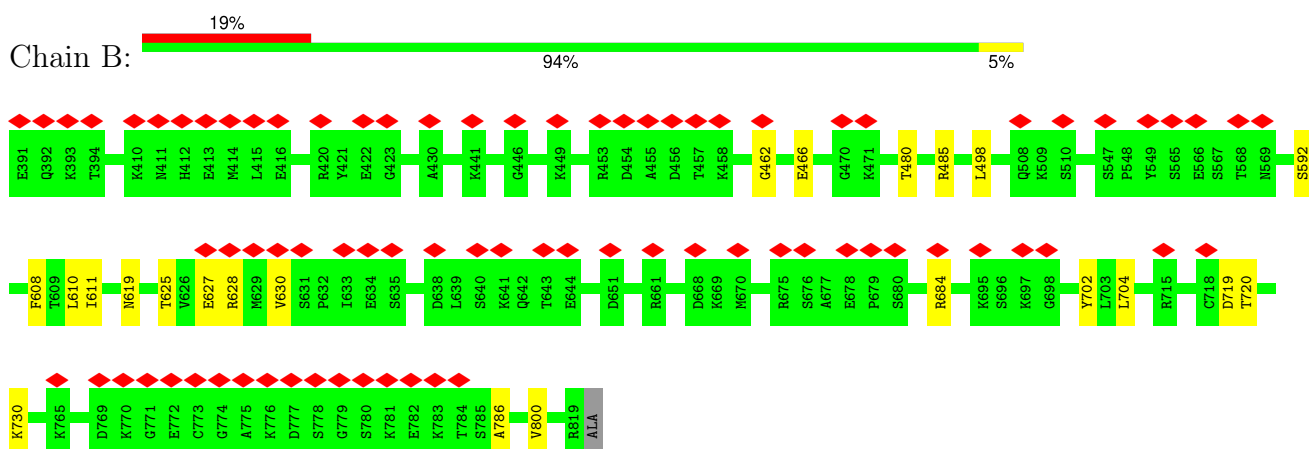 19%
Chain B:
94% 5%
E391 Q392 K393 T394 K410 N411 H412 E413 M414 L415 E416 R420 Y421 E422 G423 A430 K441 G446 K449 R453 D454 A455 D456 T457 K458 G462 E466 G470 K471 T480 R485 L498 Q508 K509 S510 S547 P548 Y549 S565 E566 S567 T568 N569 S592
F608 T609 L610 I611 N619 T625 V626 E627 R628 M629 V630 S631 P632 I633 E634 S635 D638 L639 S640 K641 Q642 T643 E644 D651 R661 D668 K669 M670 R675 S676 A677 E678 P679 S680 R684 K695 S696 K697 G698 Y702 L703 L704 R715 C718 D719 T720
K730 K765 D769 K770 G771 E772 C773 G774 A775 K776 D777 S778 G779 S780 K781 E782 K783 T784 S785 A786 V800 R819 ALA